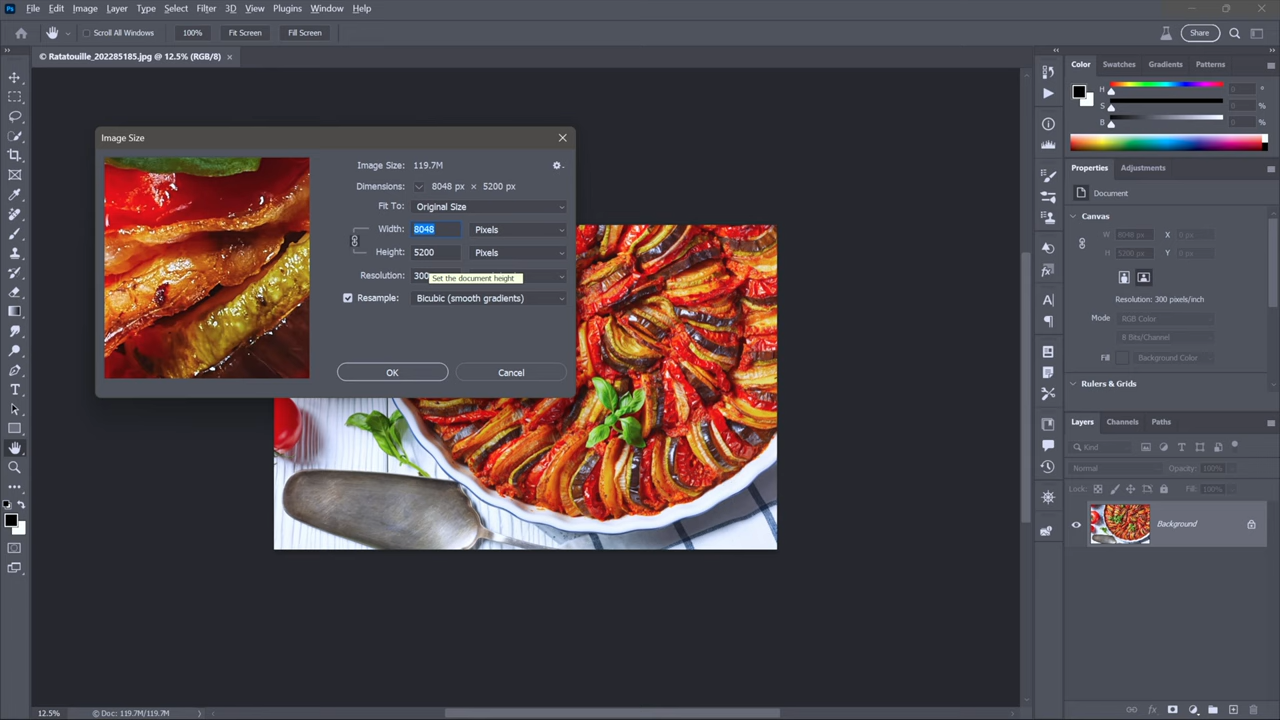 Ps File Edit Image Layer Type Select Filter 3D View Plugins Window Help
Scroll All Windows 100% Fit Screen Fill Screen Share
© Ratatouille_202285185.jpg @ 12.5% (RGB/8) ×
Color Swatches Gradients Patterns
H 0 °
S 0 %
B 0 %
Image Size
Image Size: 119.7M
Dimensions: 8048 px × 5200 px
Fit To: Original Size
Width: 8048 Pixels
Height: 5200 Pixels
Resolution: 300
Set the document height
Resample: Bicubic (smooth gradients)
OK Cancel
Properties Adjustments
Document
Canvas
W 8048 px X 0 px
H 5200 px Y 0 px
Resolution: 300 pixels/inch
Mode RGB Color
8 Bits/Channel
Fill Background Color
Rulers & Grids
Layers Channels Paths
Kind
Normal Opacity: 100%
Lock: Fill: 100%
Background
12.5% © Doc: 119.7M/119.7M